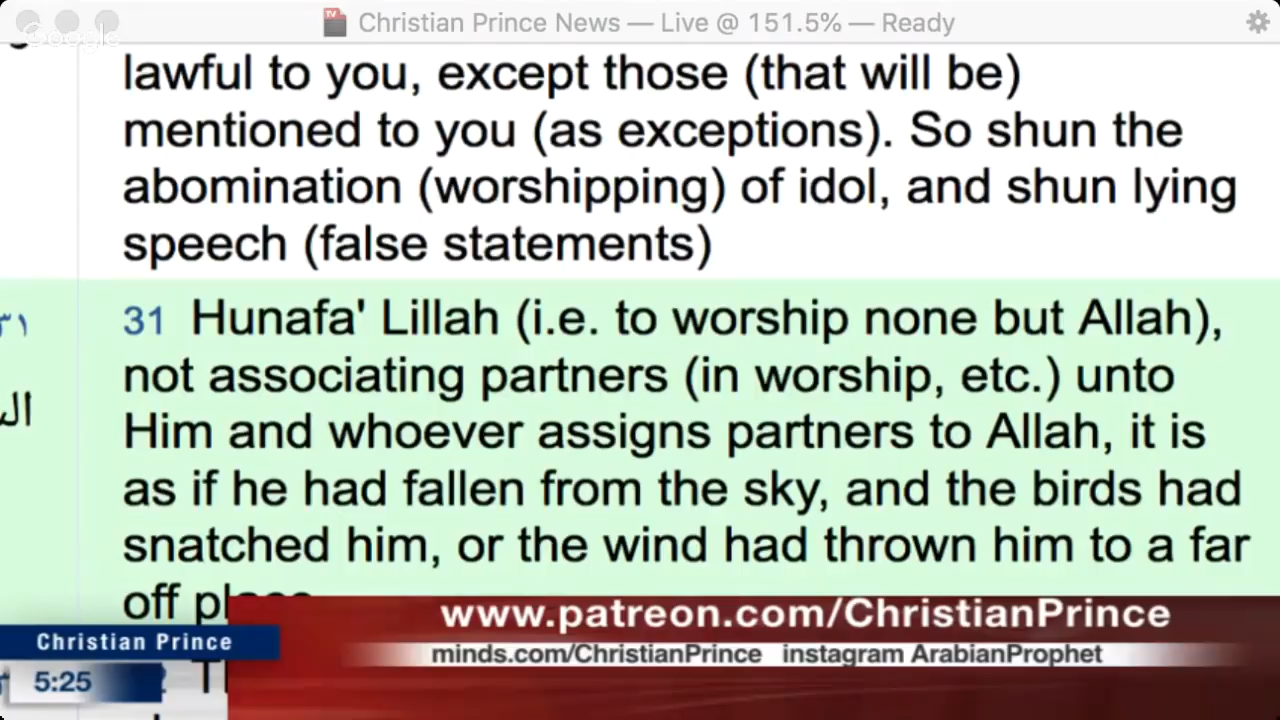 Christian Prince News — Live @ 151.5% — Ready
Google
lawful to you, except those (that will be)
mentioned to you (as exceptions). So shun the
abomination (worshipping) of idol, and shun lying
speech (false statements)
31 Hunafa' Lillah (i.e. to worship none but Allah),
not associating partners (in worship, etc.) unto
Him and whoever assigns partners to Allah, it is
as if he had fallen from the sky, and the birds had
snatched him, or the wind had thrown him to a far
off
www.patreon.com/ChristianPrince
Christian Prince
minds.com/ChristianPrince instagram ArabianProphet
5:25